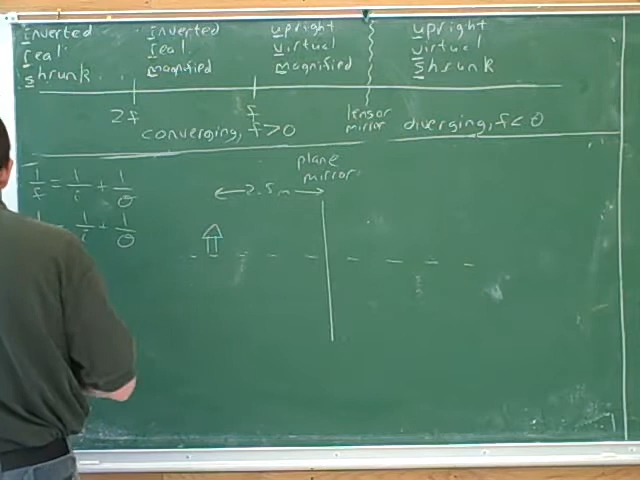 inverted
real
shrunk
inverted
real
magnified
upright
virtual
magnified
upright
virtual
shrunk
2f
f
converging, f>0
lens or
mirror
diverging, f<0
1/f = 1/i + 1/o
= 1/i + 1/o
plane
mirror
2.5m